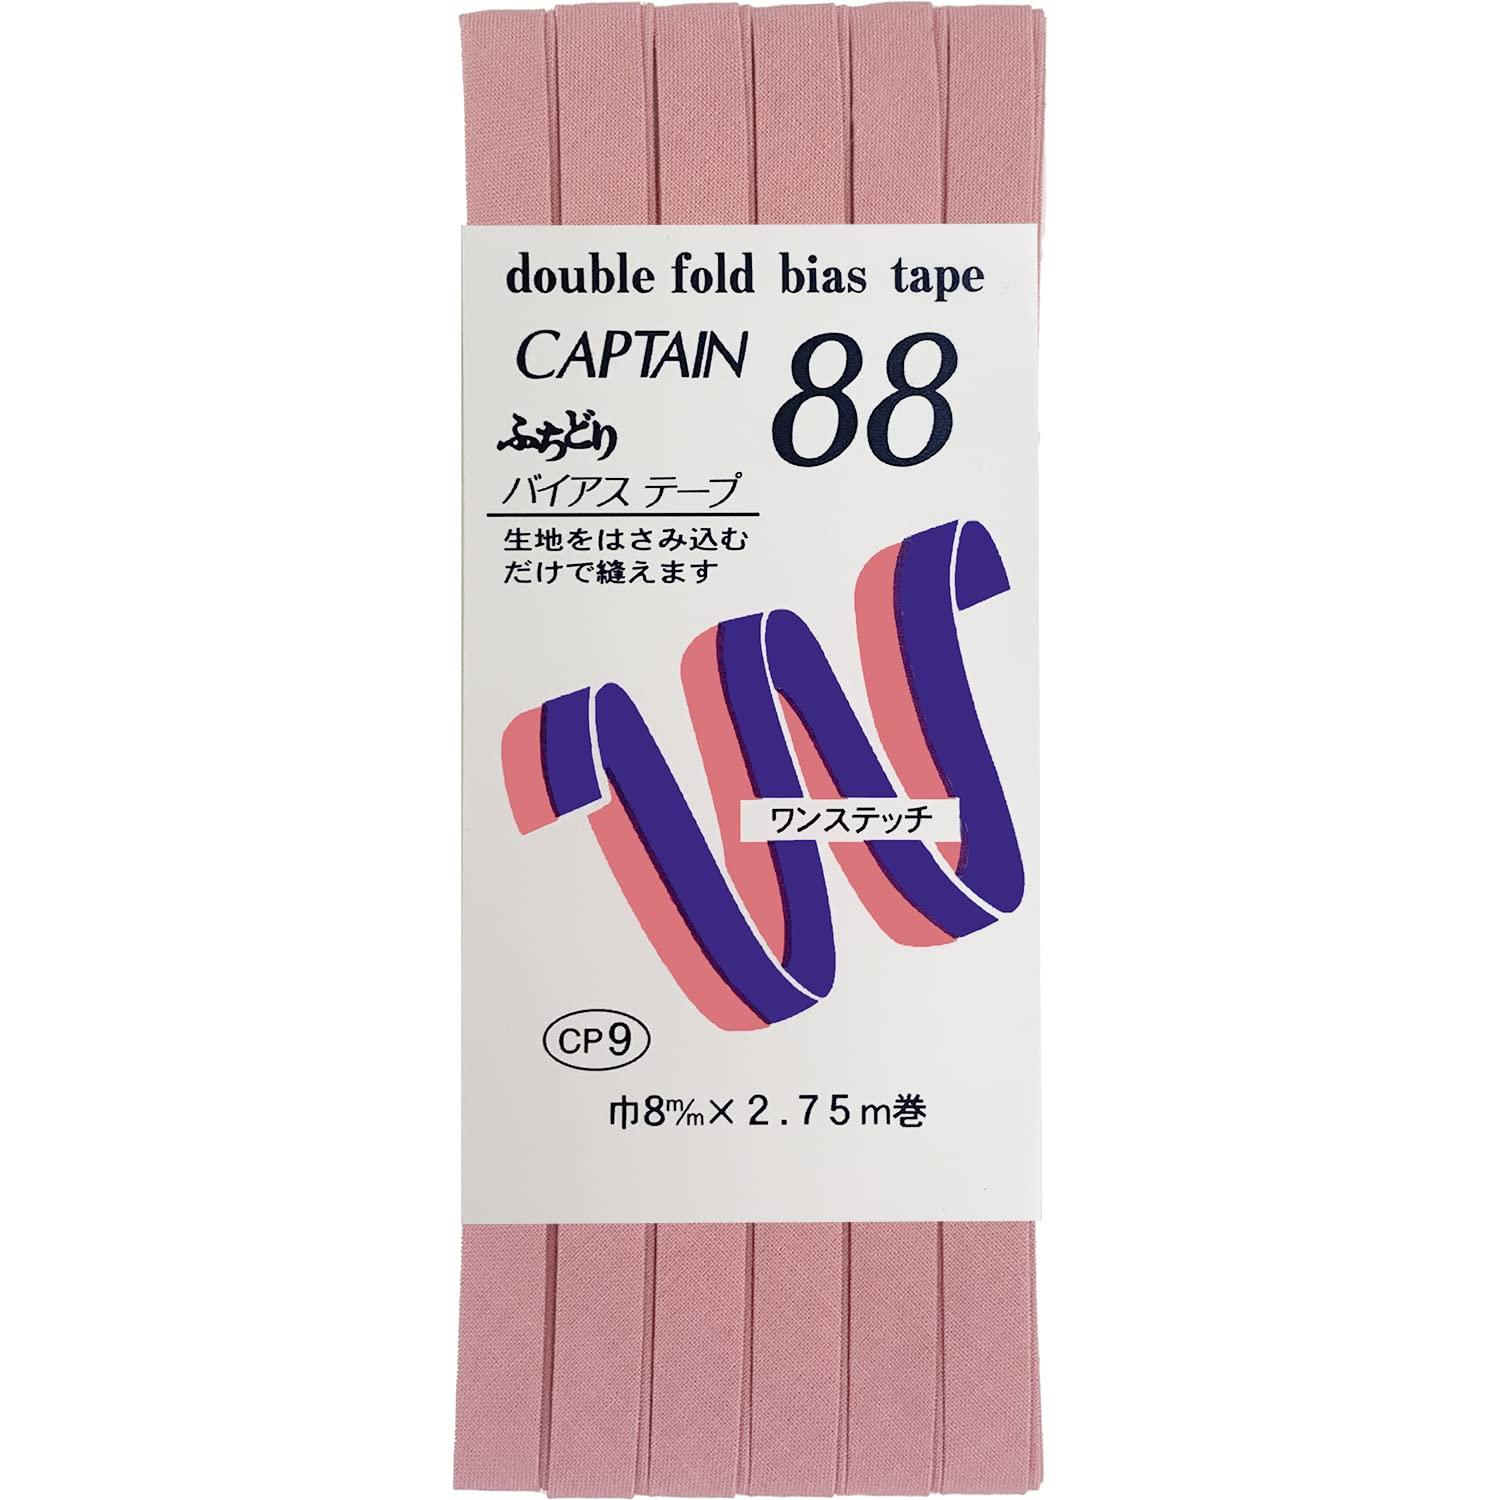 double fold bias tape
CAPTAIN 88
ふちどり
バイアス テープ
生地をはさみ込む
だけで縫えます
ワンステッチ
CP9
巾8m/m×2.75m巻